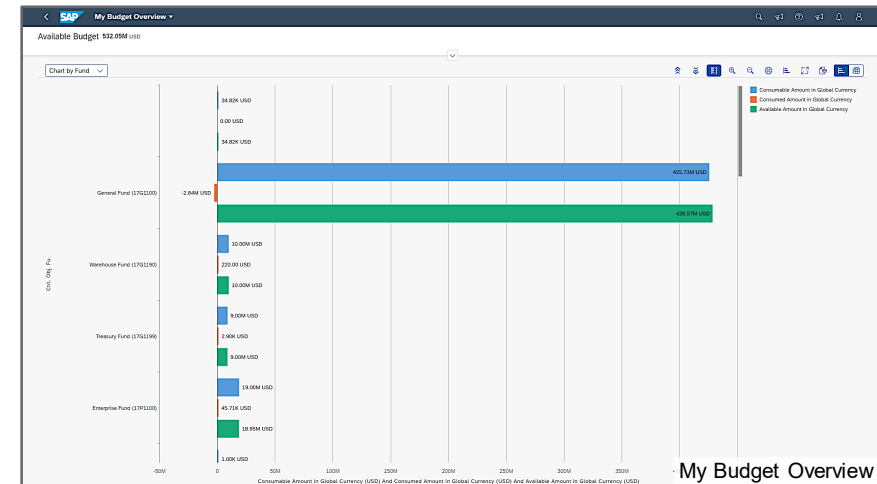 SAP My Budget Overview
Available Budget 532.05M USD
Chart by Fund
Consumable Amount in Global Currency
Consumed Amount in Global Currency
Available Amount in Global Currency
34.82K USD
0.00 USD
34.82K USD
425.73M USD
General Fund (17G1100)
-2.84M USD
428.57M USD
10.00M USD
Warehouse Fund (17G1190)
220.00 USD
10.00M USD
9.00M USD
Treasury Fund (17G1199)
2.90K USD
9.00M USD
19.00M USD
Enterprise Fund (17P1100)
45.71K USD
18.95M USD
1.00K USD
Cnt. Obj. Fu.
-50M 0 50M 100M 150M 200M 250M 300M 350M
Consumable Amount in Global Currency (USD) And Consumed Amount in Global Currency (USD) And Available Amount in Global Currency (USD)
My Budget Overview